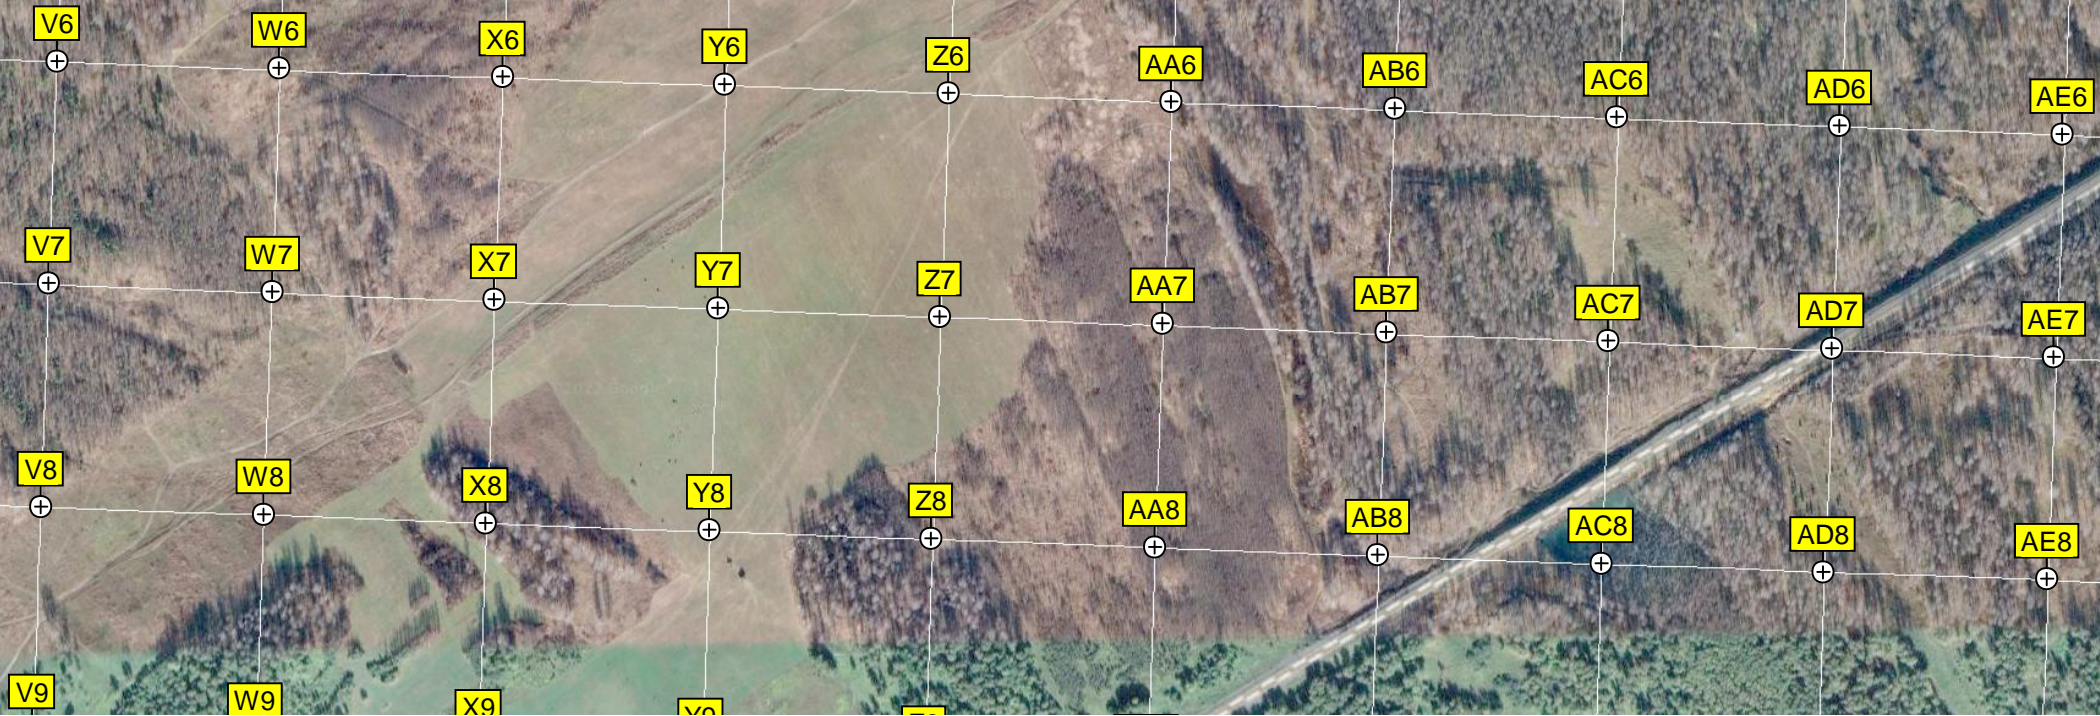 V6 W6 X6 Y6 Z6 AA6 AB6 AC6 AD6 AE6
V7 W7 X7 Y7 Z7 AA7 AB7 AC7 AD7 AE7
V8 W8 X8 Y8 Z8 AA8 AB8 AC8 AD8 AE8
V9 W9 X9 Y9